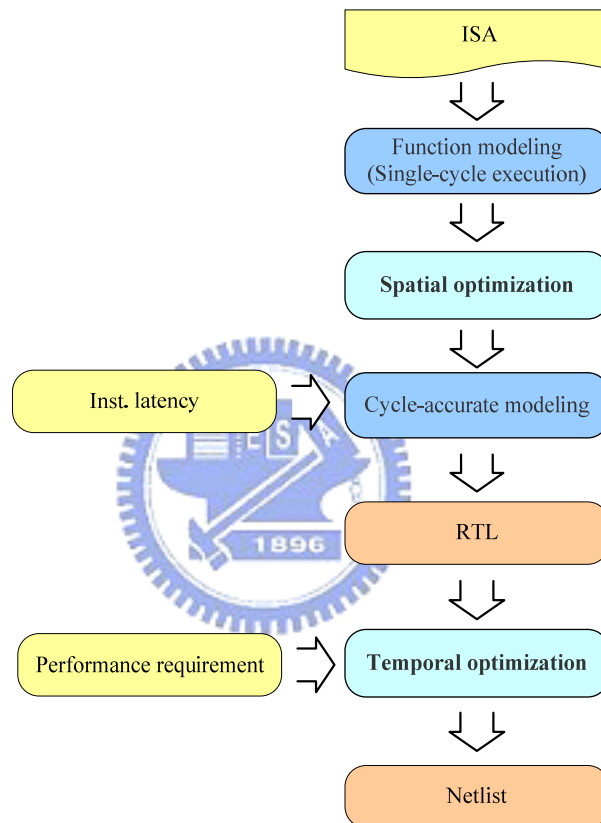 ISA
Function modeling
(Single-cycle execution)
Spatial optimization
Inst. latency
Cycle-accurate modeling
E S A
1896
RTL
Performance requirement
Temporal optimization
Netlist